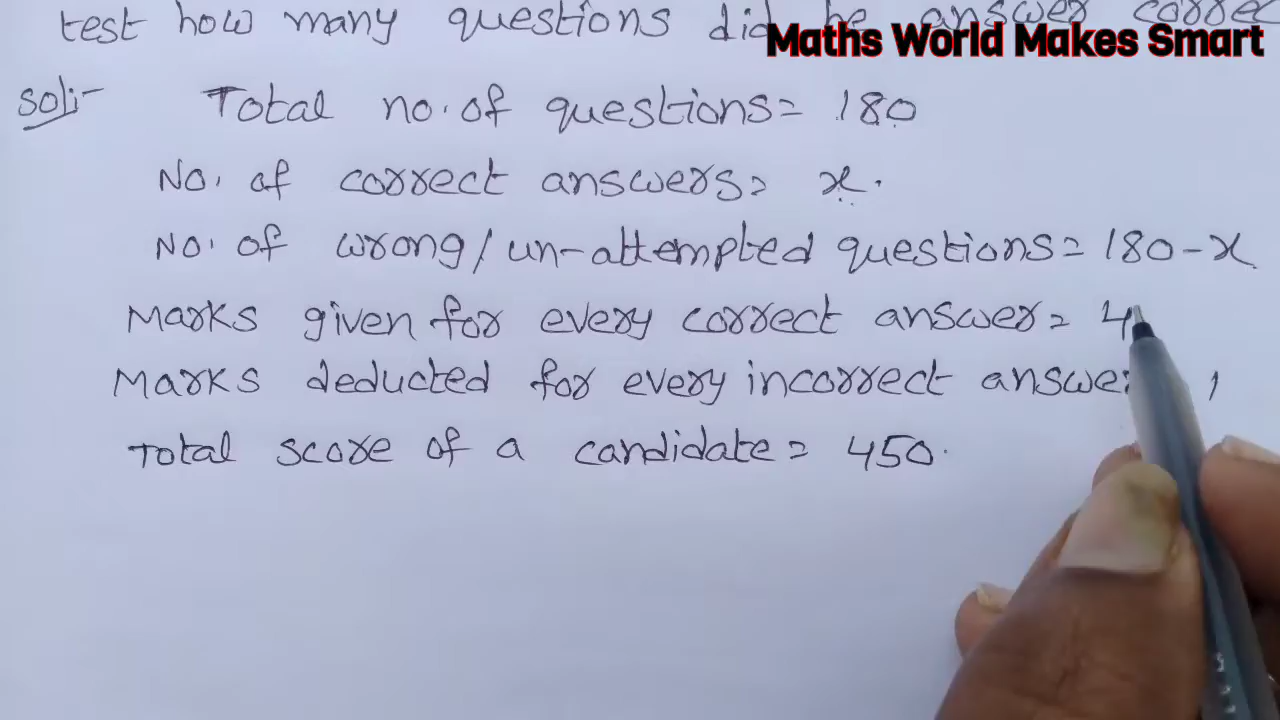 test how many questions did he answer correc
Maths World Makes Smart
Sol:- Total no. of questions = 180
No. of correct answers = x.
No. of wrong/un-attempted questions = 180 - x
Marks given for every correct answer = 4
Marks deducted for every incorrect answer 1
Total score of a candidate = 450.